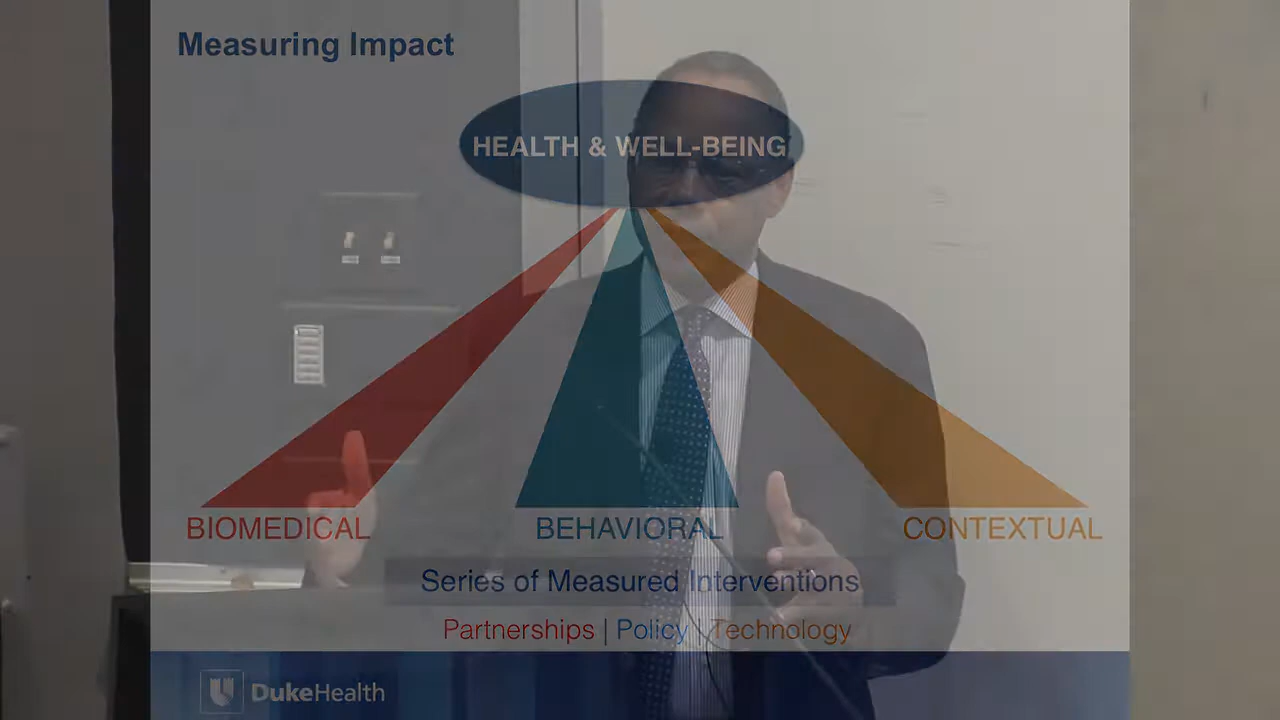 Measuring Impact
HEALTH & WELL-BEING
BIOMEDICAL BEHAVIORAL CONTEXTUAL
Series of Measured Interventions
Partnerships | Policy | Technology
DukeHealth